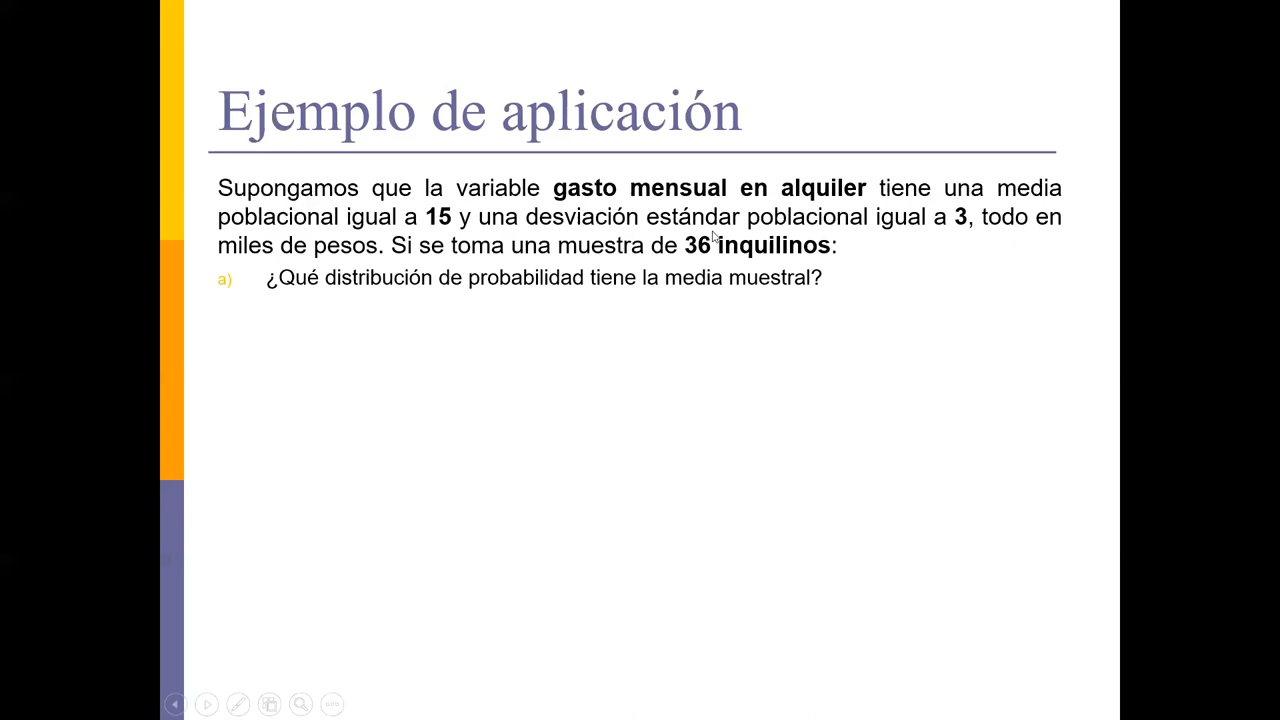 Ejemplo de aplicación
Supongamos que la variable gasto mensual en alquiler tiene una media
poblacional igual a 15 y una desviación estándar poblacional igual a 3, todo en
miles de pesos. Si se toma una muestra de 36 inquilinos:
a) ¿Qué distribución de probabilidad tiene la media muestral?